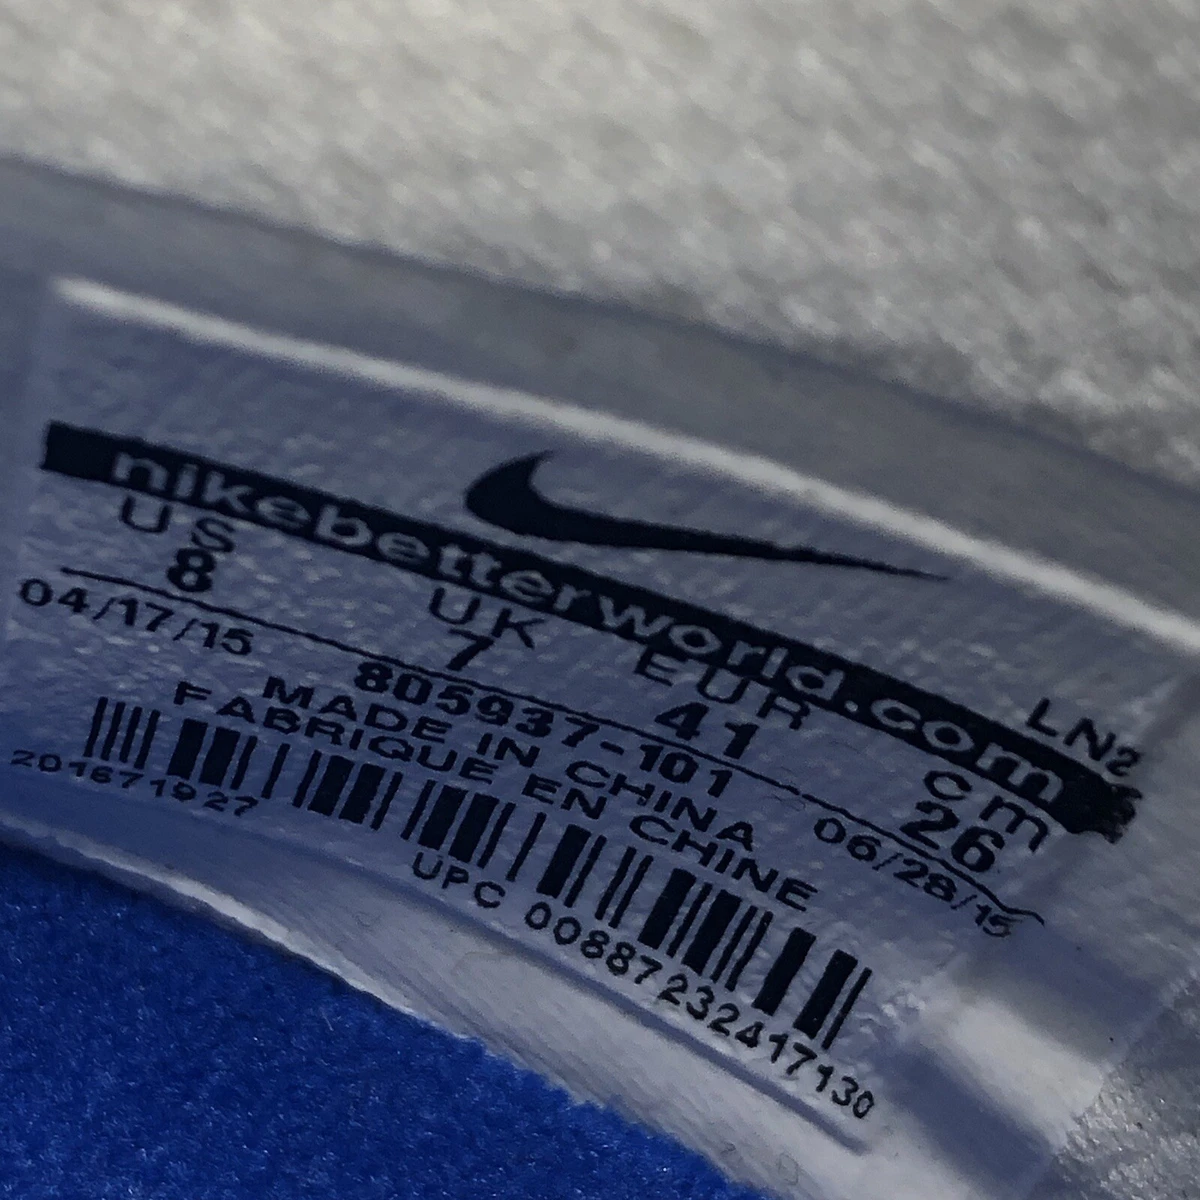 nikebetterworld.com LN2
US UK EUR cm
8 7 41 26
04/17/15 805937-101 06/28/15
MADE IN CHINA
FABRIQUE EN CHINE
201671927
UPC 00887232417130